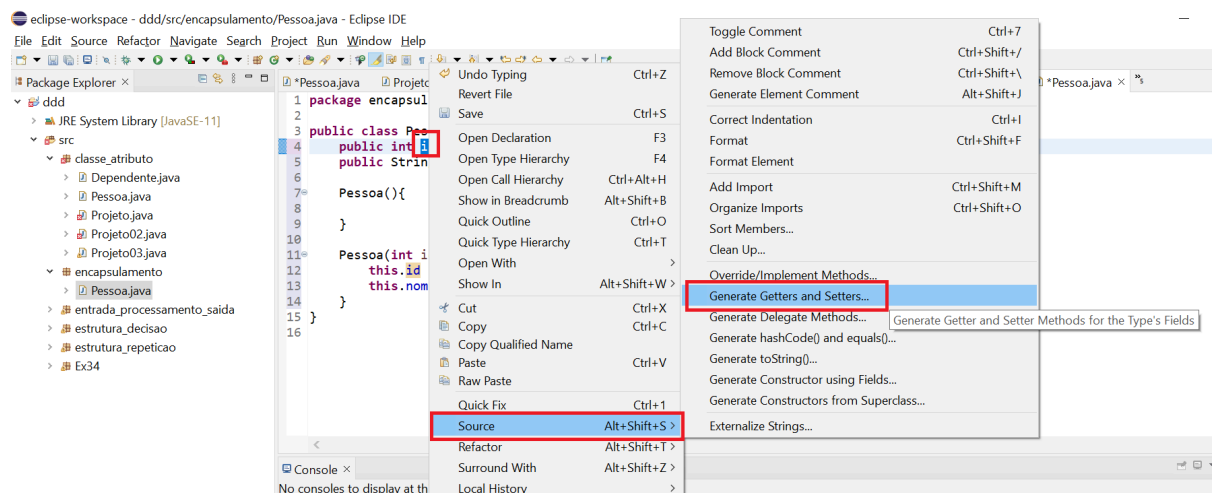 eclipse-workspace - ddd/src/encapsulamento/Pessoa.java - Eclipse IDE
File Edit Source Refactor Navigate Search Project Run Window Help
Package Explorer ×
ddd
JRE System Library [JavaSE-11]
src
classe_atributo
Dependente.java
Pessoa.java
Projeto.java
Projeto02.java
Projeto03.java
encapsulamento
Pessoa.java
entrada_processamento_saida
estrutura_decisao
estrutura_repeticao
Ex34
*Pessoa.java
Projeto
*Pessoa.java ×
1 package encapsul
2
3 public class Pes
4 public int i
5 public Strin
6
7 Pessoa(){
8
9 }
10
11 Pessoa(int i
12 this.id
13 this.nom
14 }
15 }
16
Console ×
No consoles to display at th
Undo Typing Ctrl+Z
Revert File
Save Ctrl+S
Open Declaration F3
Open Type Hierarchy F4
Open Call Hierarchy Ctrl+Alt+H
Show in Breadcrumb Alt+Shift+B
Quick Outline Ctrl+O
Quick Type Hierarchy Ctrl+T
Open With >
Show In Alt+Shift+W >
Cut Ctrl+X
Copy Ctrl+C
Copy Qualified Name
Paste Ctrl+V
Raw Paste
Quick Fix Ctrl+1
Source Alt+Shift+S >
Refactor Alt+Shift+T >
Surround With Alt+Shift+Z >
Local History >
Toggle Comment Ctrl+7
Add Block Comment Ctrl+Shift+/
Remove Block Comment Ctrl+Shift+\
Generate Element Comment Alt+Shift+J
Correct Indentation Ctrl+I
Format Ctrl+Shift+F
Format Element
Add Import Ctrl+Shift+M
Organize Imports Ctrl+Shift+O
Sort Members...
Clean Up...
Override/Implement Methods...
Generate Getters and Setters...
Generate Delegate Methods...
Generate Getter and Setter Methods for the Type's Fields
Generate hashCode() and equals()...
Generate toString()...
Generate Constructor using Fields...
Generate Constructors from Superclass...
Externalize Strings...